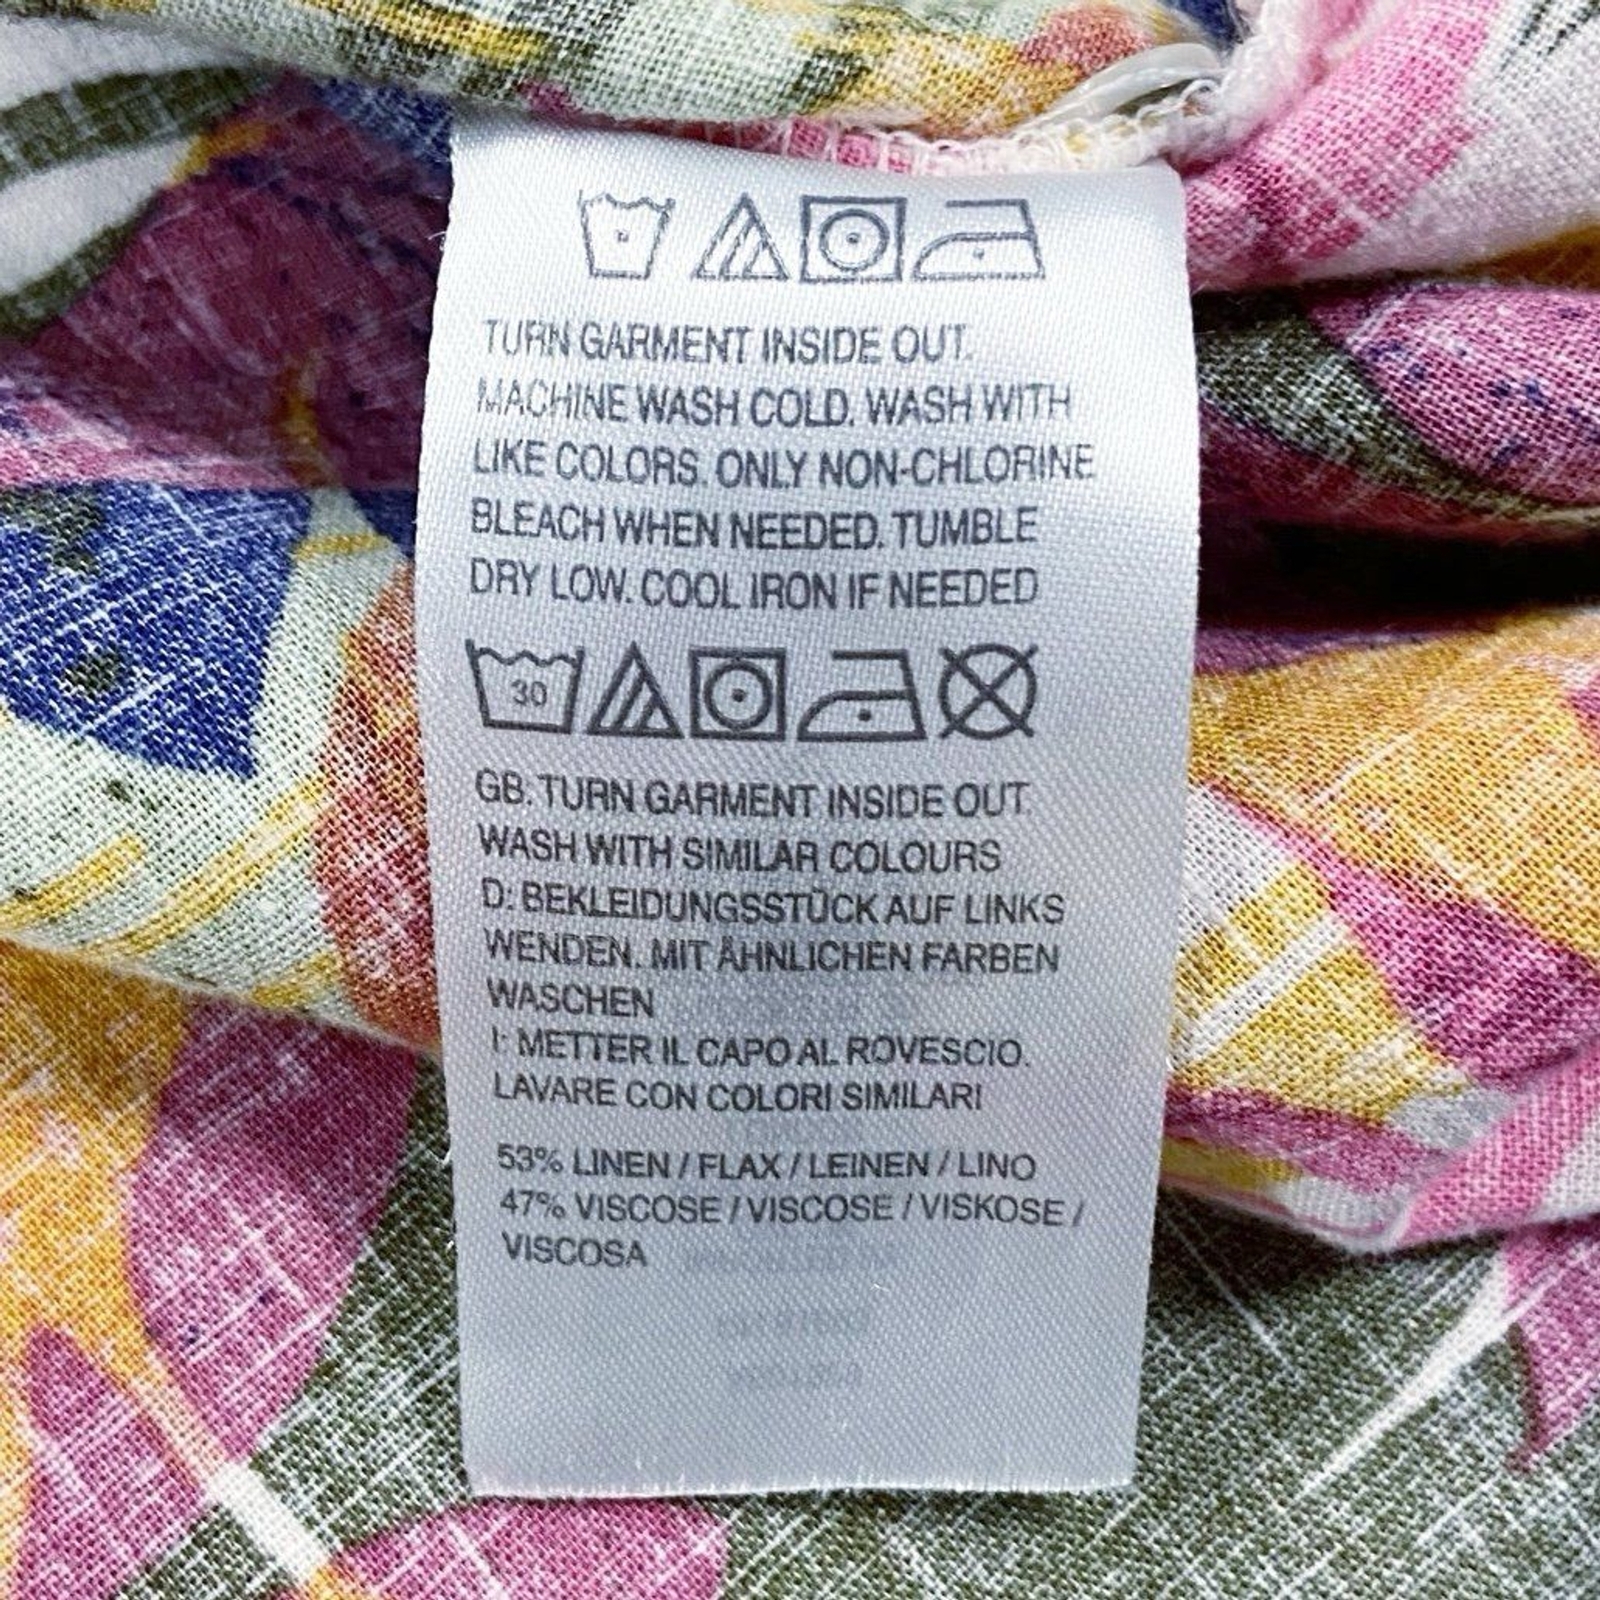 TURN GARMENT INSIDE OUT.
MACHINE WASH COLD. WASH WITH
LIKE COLORS. ONLY NON-CHLORINE
BLEACH WHEN NEEDED. TUMBLE
DRY LOW. COOL IRON IF NEEDED
30
GB: TURN GARMENT INSIDE OUT.
WASH WITH SIMILAR COLOURS
D: BEKLEIDUNGSSTÜCK AUF LINKS
WENDEN. MIT ÄHNLICHEN FARBEN
WASCHEN
I: METTER IL CAPO AL ROVESCIO.
LAVARE CON COLORI SIMILARI
53% LINEN / FLAX / LEINEN / LINO
47% VISCOSE / VISCOSE / VISKOSE /
VISCOSA